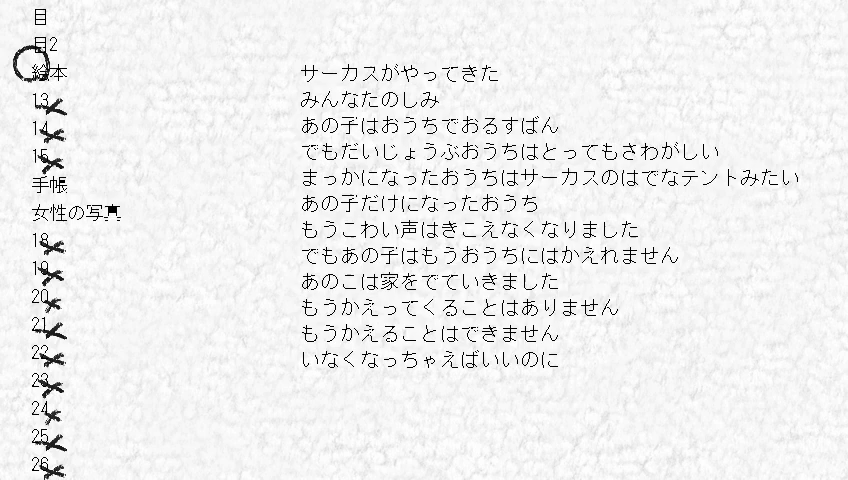 目
目2
絵本
13
14
15
手帳
女性の写真
18
19
20
21
22
23
24
25
26
サーカスがやってきた
みんなたのしみ
あの子はおうちでおるすばん
でもだいじょうぶおうちはとってもさわがしい
まっかになったおうちはサーカスのはでなテントみたい
あの子だけになったおうち
もうこわい声はきこえなくなりました
でもあの子はもうおうちにはかえれません
あのこは家をでていきました
もうかえってくることはありません
もうかえることはできません
いなくなっちゃえばいいのに